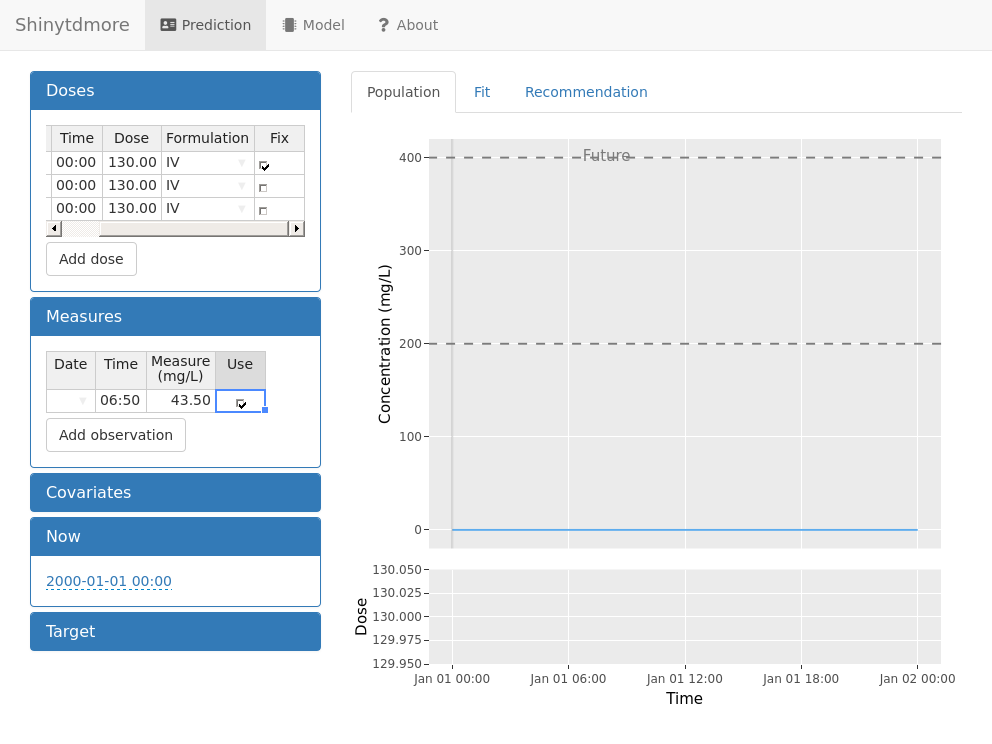 Shinytdmore Prediction Model ? About
Doses
Time Dose Formulation Fix
00:00 130.00 IV
00:00 130.00 IV
00:00 130.00 IV
Add dose
Measures
Date Time Measure (mg/L) Use
06:50 43.50
Add observation
Covariates
Now
2000-01-01 00:00
Target
Population Fit Recommendation
Future
400
300
200
100
0
Concentration (mg/L)
130.050
130.025
130.000
129.975
129.950
Dose
Jan 01 00:00 Jan 01 06:00 Jan 01 12:00 Jan 01 18:00 Jan 02 00:00
Time